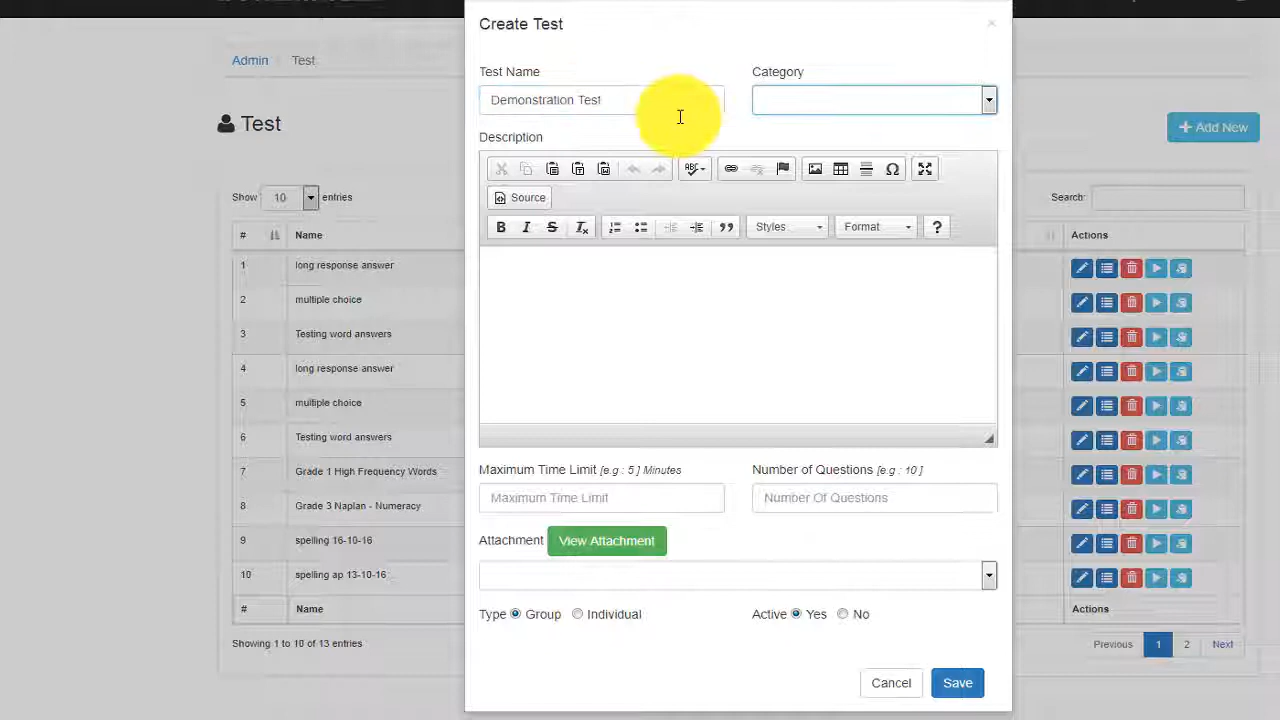 Create Test ×
Admin Test
Test Name Category
Demonstration Test
Test
Add New
Description
ABC
Show 10 entries
Search:
Source
Styles Format ?
# Name Actions
1 long response answer
2 multiple choice
3 Testing word answers
4 long response answer
5 multiple choice
6 Testing word answers
7 Grade 1 High Frequency Words
8 Grade 3 Naplan - Numeracy
9 spelling 16-10-16
10 spelling ap 13-10-16
# Name Actions
Maximum Time Limit [e.g : 5 ] Minutes Number of Questions [e.g : 10 ]
Maximum Time Limit Number Of Questions
Attachment View Attachment
Type Group Individual Active Yes No
Showing 1 to 10 of 13 entries
Previous 1 2 Next
Cancel Save